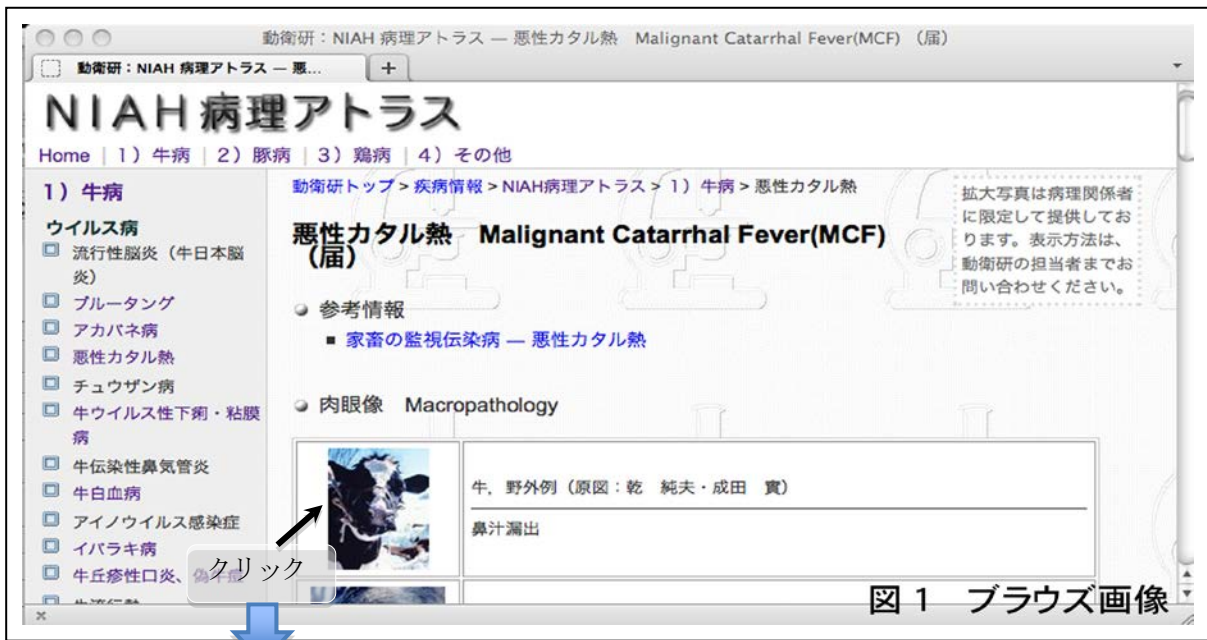 動衛研：NIAH 病理アトラス — 悪性カタル熱　Malignant Catarrhal Fever(MCF) （届）
動衛研：NIAH 病理アトラス — 悪...
+
NIAH 病理アトラス
Home | 1）牛病 | 2）豚病 | 3）鶏病 | 4）その他
1）牛病
ウイルス病
流行性脳炎（牛日本脳
炎）
ブルータング
アカバネ病
悪性カタル熱
チュウザン病
牛ウイルス性下痢・粘膜
病
牛伝染性鼻気管炎
牛白血病
アイノウイルス感染症
イバラキ病
牛丘疹性口炎、
動衛研トップ > 疾病情報 > NIAH病理アトラス > 1）牛病 > 悪性カタル熱
拡大写真は病理関係者
に限定して提供してお
ります。表示方法は、
動衛研の担当者までお
問い合わせください。
悪性カタル熱　Malignant Catarrhal Fever(MCF)
（届）
参考情報
家畜の監視伝染病 — 悪性カタル熱
肉眼像　Macropathology
牛，野外例（原図：乾　純夫・成田　實）
鼻汁漏出
クリック
図 1　ブラウズ画像